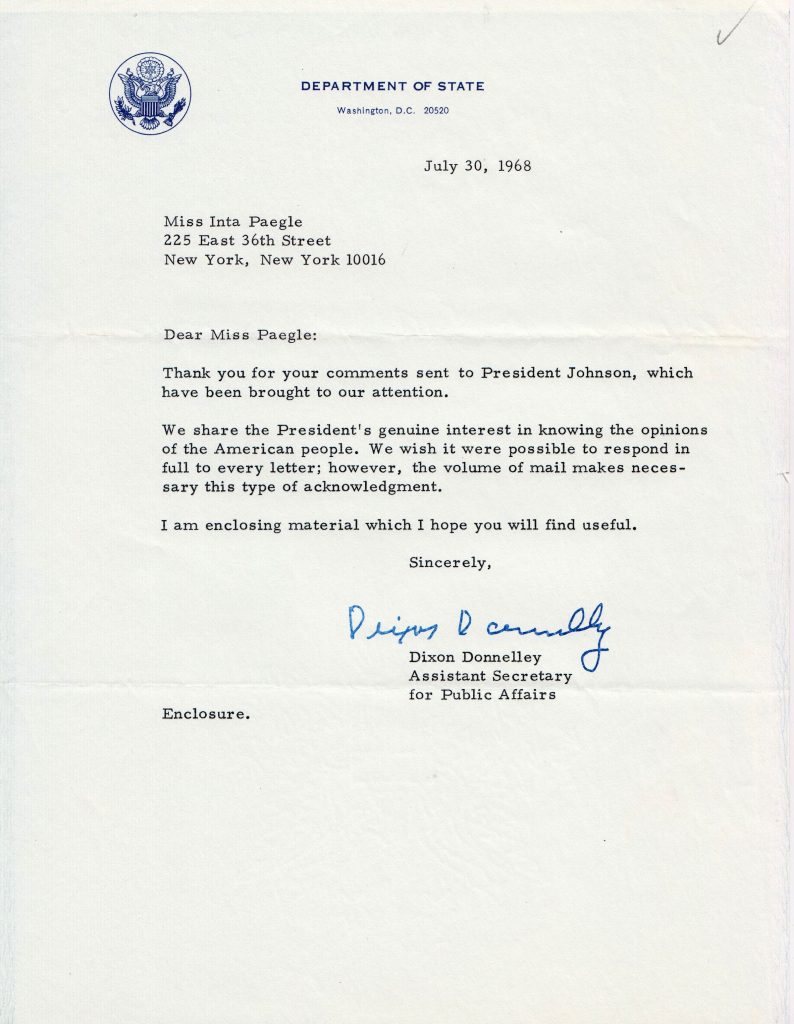 DEPARTMENT OF STATE
Washington, D.C. 20520
July 30, 1968
Miss Inta Paegle
225 East 36th Street
New York, New York 10016
Dear Miss Paegle:
Thank you for your comments sent to President Johnson, which
have been brought to our attention.
We share the President's genuine interest in knowing the opinions
of the American people. We wish it were possible to respond in
full to every letter; however, the volume of mail makes neces-
sary this type of acknowledgment.
I am enclosing material which I hope you will find useful.
Sincerely,
Dixon Donnelley
Dixon Donnelley
Assistant Secretary
for Public Affairs
Enclosure.